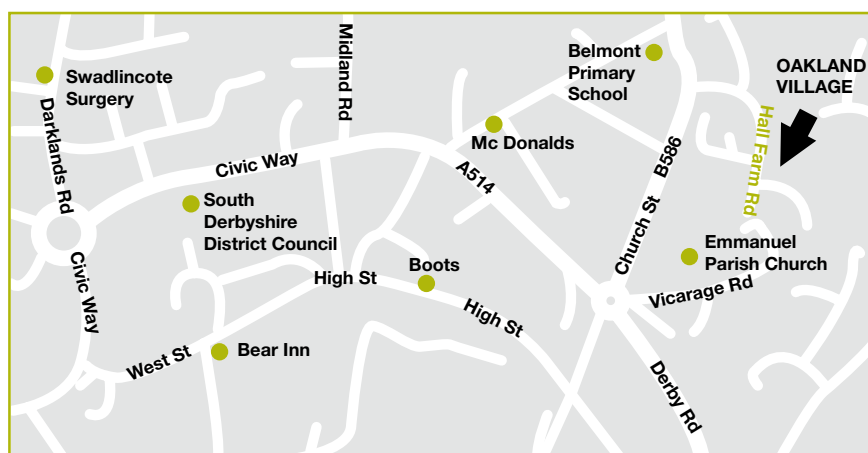 Swadlincote
Surgery
Darklands Rd
Midland Rd
Belmont
Primary
School
OAKLAND
VILLAGE
Hall Farm Rd
Mc Donalds
Civic Way
A514
B586
Church St
South
Derbyshire
District Council
Civic Way
High St
Boots
High St
Emmanuel
Parish Church
Vicarage Rd
West St
Bear Inn
Derby Rd